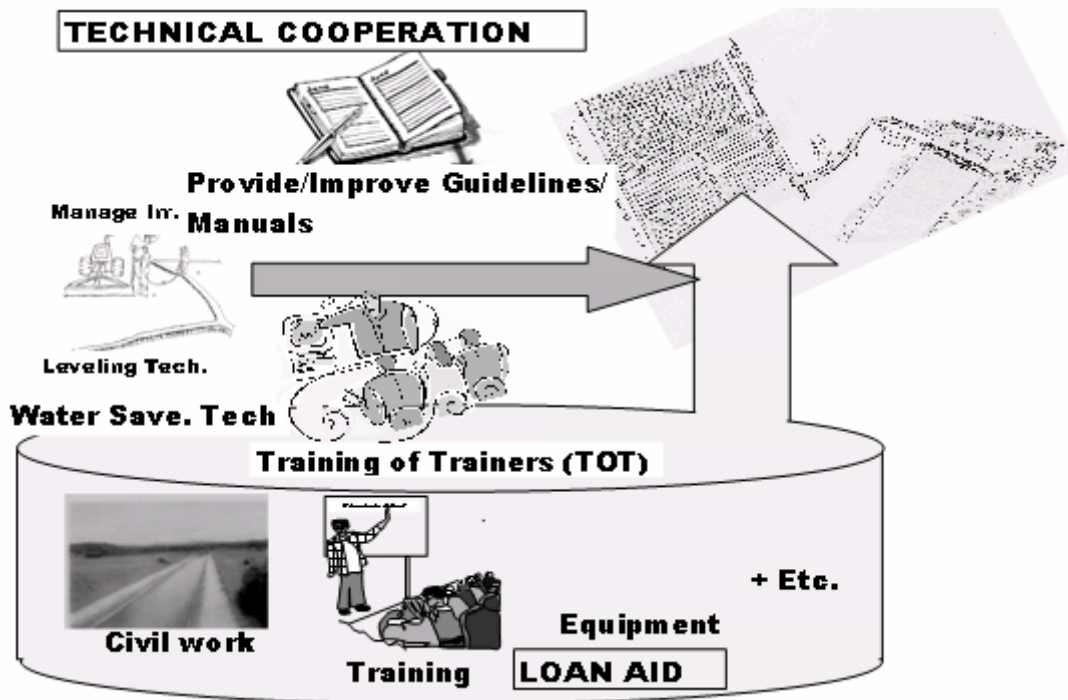 TECHNICAL COOPERATION
Provide/Improve Guidelines/
Manuals
Manage Irr.
Leveling Tech.
Water Save. Tech
Training of Trainers (TOT)
+ Etc.
Civil work
Equipment
Training
LOAN AID